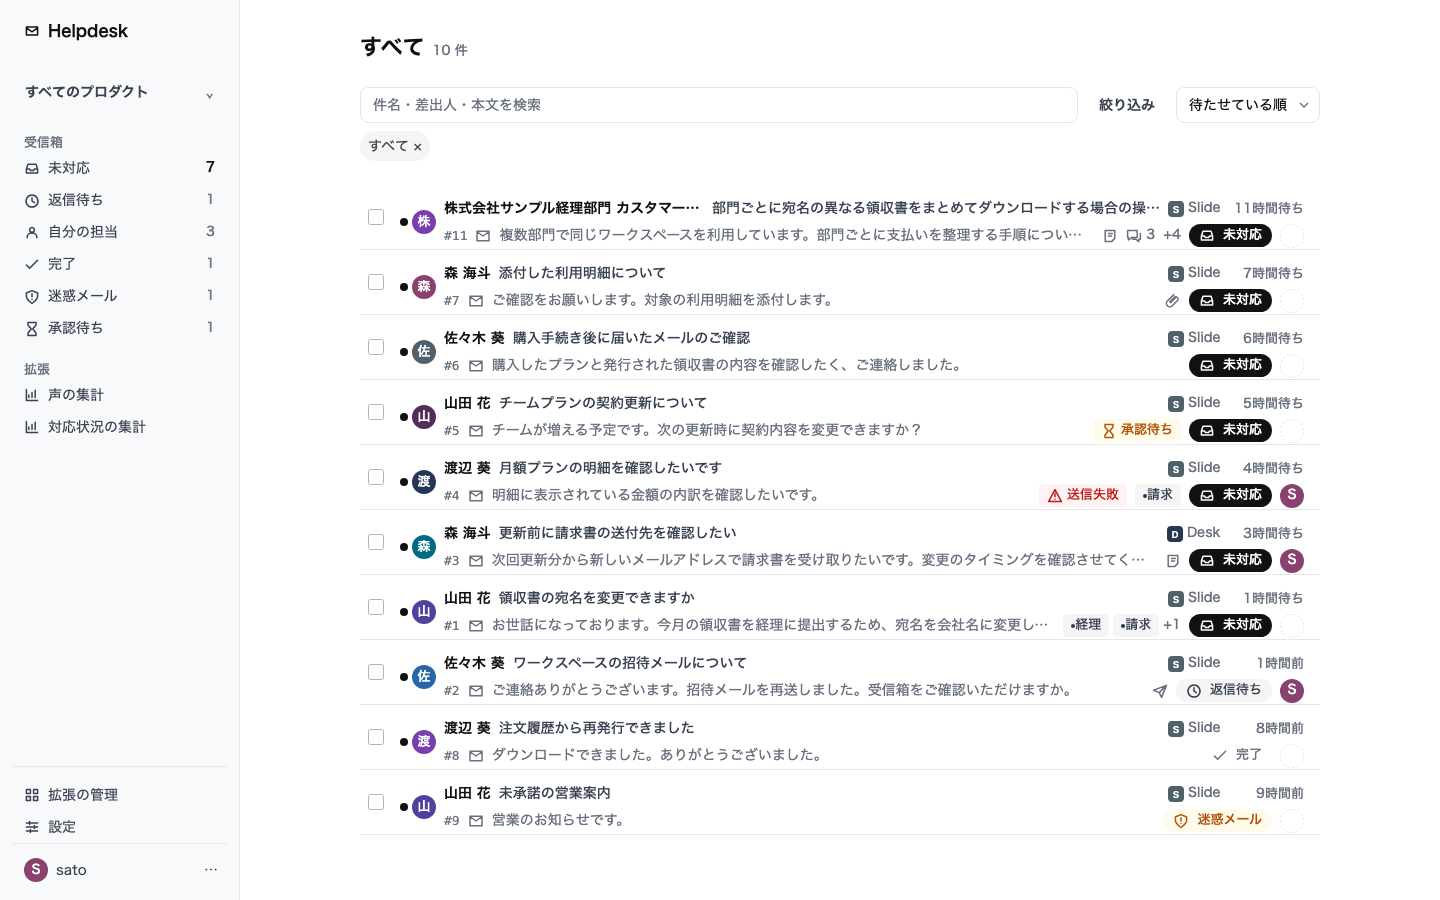 Helpdesk
すべてのプロダクト
受信箱
未対応 7
返信待ち 1
自分の担当 3
完了 1
迷惑メール 1
承認待ち 1
拡張
声の集計
対応状況の集計
拡張の管理
設定
S sato …
すべて 10 件
件名・差出人・本文を検索 絞り込み 待たせている順
すべて ×
株 株式会社サンプル経理部門 カスタマー… 部門ごとに宛名の異なる領収書をまとめてダウンロードする場合の操… S Slide 11時間待ち
#11 複数部門で同じワークスペースを利用しています。部門ごとに支払いを整理する手順につい… 3 +4 未対応
森 森 海斗 添付した利用明細について S Slide 7時間待ち
#7 ご確認をお願いします。対象の利用明細を添付します。 未対応
佐 佐々木 葵 購入手続き後に届いたメールのご確認 S Slide 6時間待ち
#6 購入したプランと発行された領収書の内容を確認したく、ご連絡しました。 未対応
山 山田 花 チームプランの契約更新について S Slide 5時間待ち
#5 チームが増える予定です。次の更新時に契約内容を変更できますか？ 承認待ち 未対応
渡 渡辺 葵 月額プランの明細を確認したいです S Slide 4時間待ち
#4 明細に表示されている金額の内訳を確認したいです。 送信失敗 •請求 未対応 S
森 森 海斗 更新前に請求書の送付先を確認したい D Desk 3時間待ち
#3 次回更新分から新しいメールアドレスで請求書を受け取りたいです。変更のタイミングを確認させてく… 未対応 S
山 山田 花 領収書の宛名を変更できますか S Slide 1時間待ち
#1 お世話になっております。今月の領収書を経理に提出するため、宛名を会社名に変更し… •経理 •請求 +1 未対応
佐 佐々木 葵 ワークスペースの招待メールについて S Slide 1時間前
#2 ご連絡ありがとうございます。招待メールを再送しました。受信箱をご確認いただけますか。 返信待ち S
渡 渡辺 葵 注文履歴から再発行できました S Slide 8時間前
#8 ダウンロードできました。ありがとうございました。 完了
山 山田 花 未承諾の営業案内 S Slide 9時間前
#9 営業のお知らせです。 迷惑メール